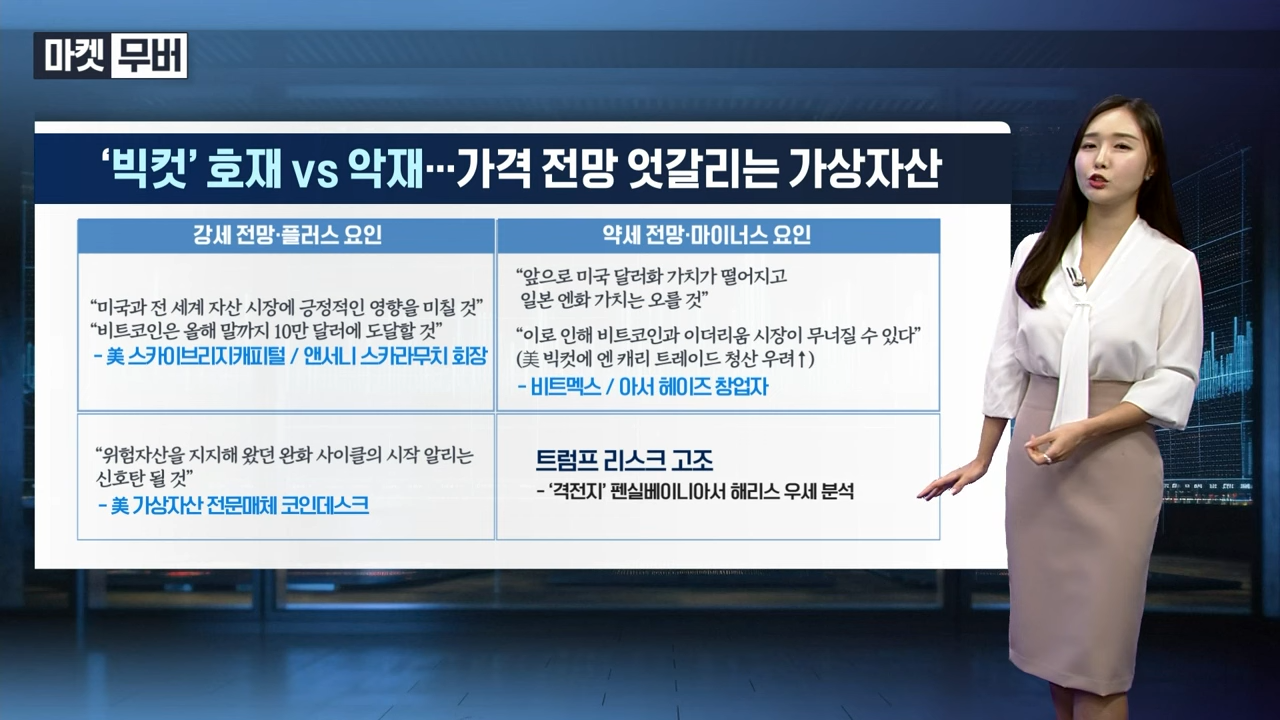 마켓 무버
‘빅컷’ 호재 vs 악재…가격 전망 엇갈리는 가상자산
강세 전망·플러스 요인
“미국과 전 세계 자산 시장에 긍정적인 영향을 미칠 것”
“비트코인은 올해 말까지 10만 달러에 도달할 것”
- 美 스카이브리지캐피털 / 앤서니 스카라무치 회장
약세 전망·마이너스 요인
“앞으로 미국 달러화 가치가 떨어지고
일본 엔화 가치는 오를 것”
“이로 인해 비트코인과 이더리움 시장이 무너질 수 있다”
(美 빅컷에 엔 캐리 트레이드 청산 우려↑)
- 비트멕스 / 아서 헤이즈 창업자
“위험자산을 지지해 왔던 완화 사이클의 시작 알리는
신호탄 될 것”
- 美 가상자산 전문매체 코인데스크
트럼프 리스크 고조
- ‘격전지’ 펜실베이니아서 해리스 우세 분석